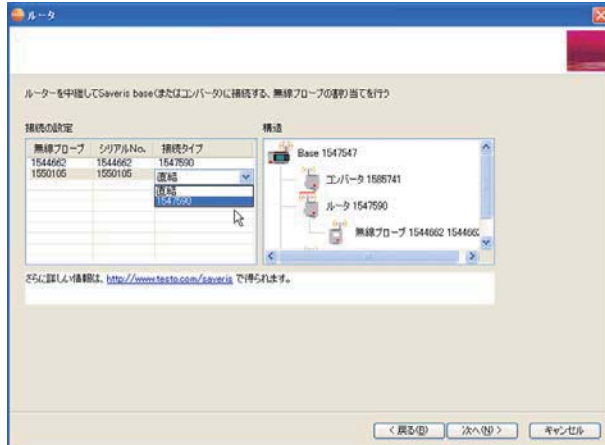 ルータ
ルーターを中継してSaveris base(またはコンバータ)に接続する、無線プローブの割り当てを行う
接続の設定
無線プローブ シリアルNo. 接続タイプ
1544662 1544662 1547590
1550105 1550105 直結
直結
1547590
構造
Base 1547547
コンバータ 1585741
ルータ 1547590
無線プローブ 1544662 154466
さらに詳しい情報は、http://www.testo.com/saveris で得られます。
< 戻る(B) 次へ(N) > キャンセル